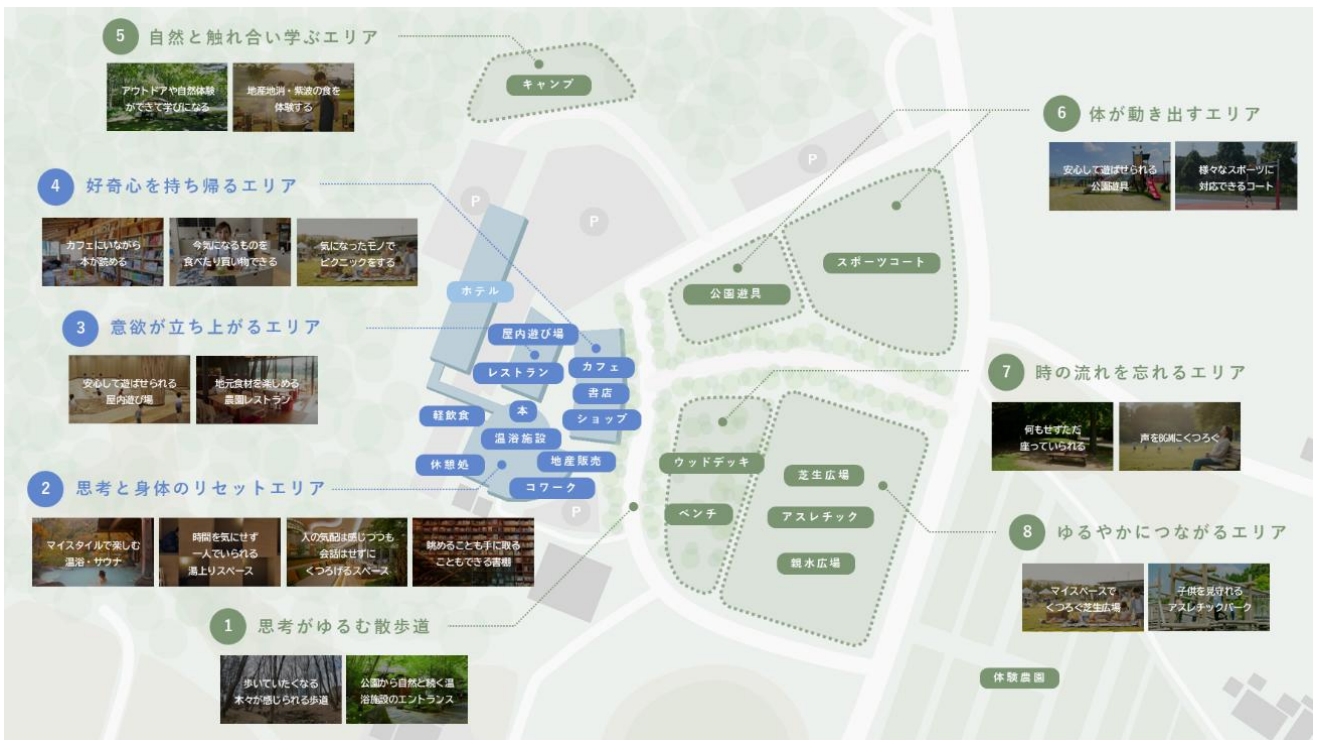 5 自然と触れ合い学ぶエリア
アウトドアや自然体験
ができて学びになる
地産地消・紫波の食を
体験する
キャンプ
P
P
P
6 体が動き出すエリア
安心して遊ばせられる
公園遊具
様々なスポーツに
対応できるコート
4 好奇心を持ち帰るエリア
カフェにいながら
本が読める
今気になるものを
食べたり買い物できる
気になったモノで
ピクニックをする
スポーツコート
公園遊具
ホテル
3 意欲が立ち上がるエリア
安心して遊ばせられる
屋内遊び場
地元食材を楽しめる
農園レストラン
屋内遊び場
レストラン
カフェ
書店
ショップ
本
軽飲食
温浴施設
休憩処
地産販売
コワーク
P
7 時の流れを忘れるエリア
何もせずただ
座っていられる
声をBGMにくつろぐ
ウッドデッキ
ベンチ
芝生広場
アスレチック
親水広場
2 思考と身体のリセットエリア
マイスタイルで楽しむ
温浴・サウナ
時間を気にせず
一人でいられる
湯上りスペース
人の気配は感じつつも
会話はせずに
くつろげるスペース
眺めることも手に取る
こともできる書棚
8 ゆるやかにつながるエリア
マイスペースで
くつろぐ芝生広場
子供を見守れる
アスレチックパーク
1 思考がゆるむ散歩道
歩いていたくなる
木々が感じられる歩道
公園から自然と続く温
浴施設のエントランス
体験農園